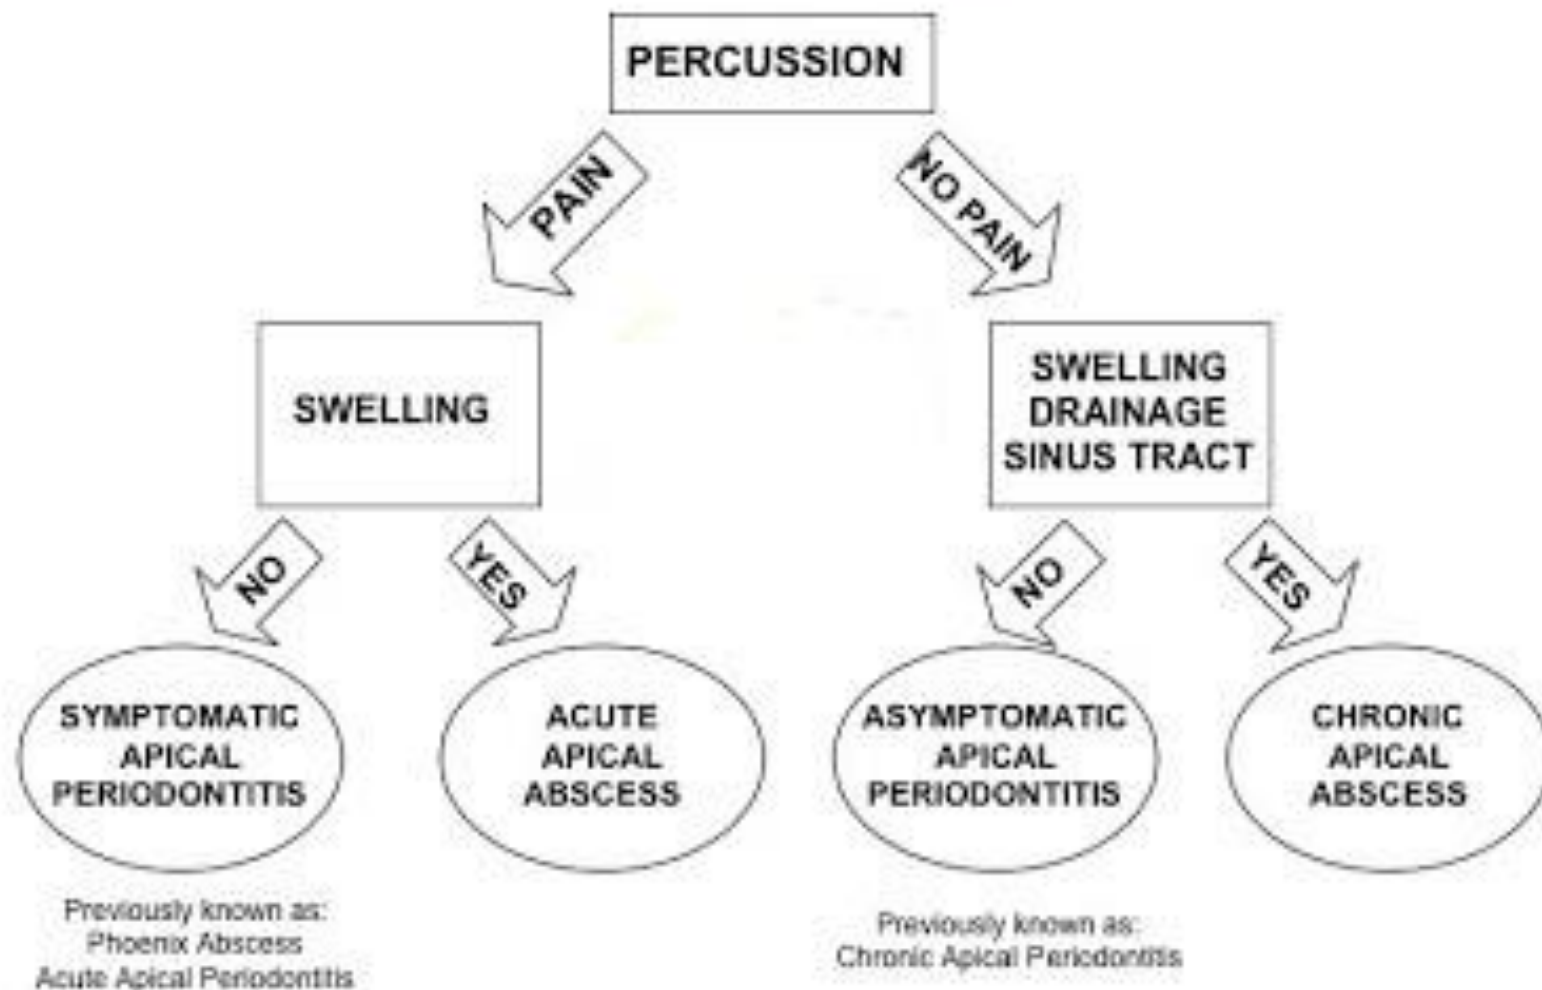 PERCUSSION
PAIN
NO PAIN
SWELLING
SWELLING
DRAINAGE
SINUS TRACT
NO
YES
NO
YES
SYMPTOMATIC
APICAL
PERIODONTITIS
ACUTE
APICAL
ABSCESS
ASYMPTOMATIC
APICAL
PERIODONTITIS
CHRONIC
APICAL
ABSCESS
Previously known as:
Phoenix Abscess
Acute Apical Periodontitis
Previously known as:
Chronic Apical Periodontitis